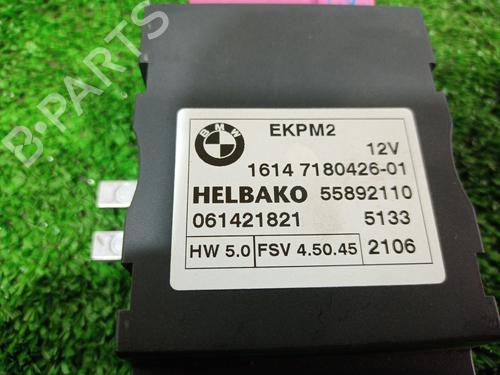 B-PARTS
BMW
EKPM2
12V
1614 7180426-01
HELBAKO 55892110
061421821 5133
HW 5.0 FSV 4.50.45 2106